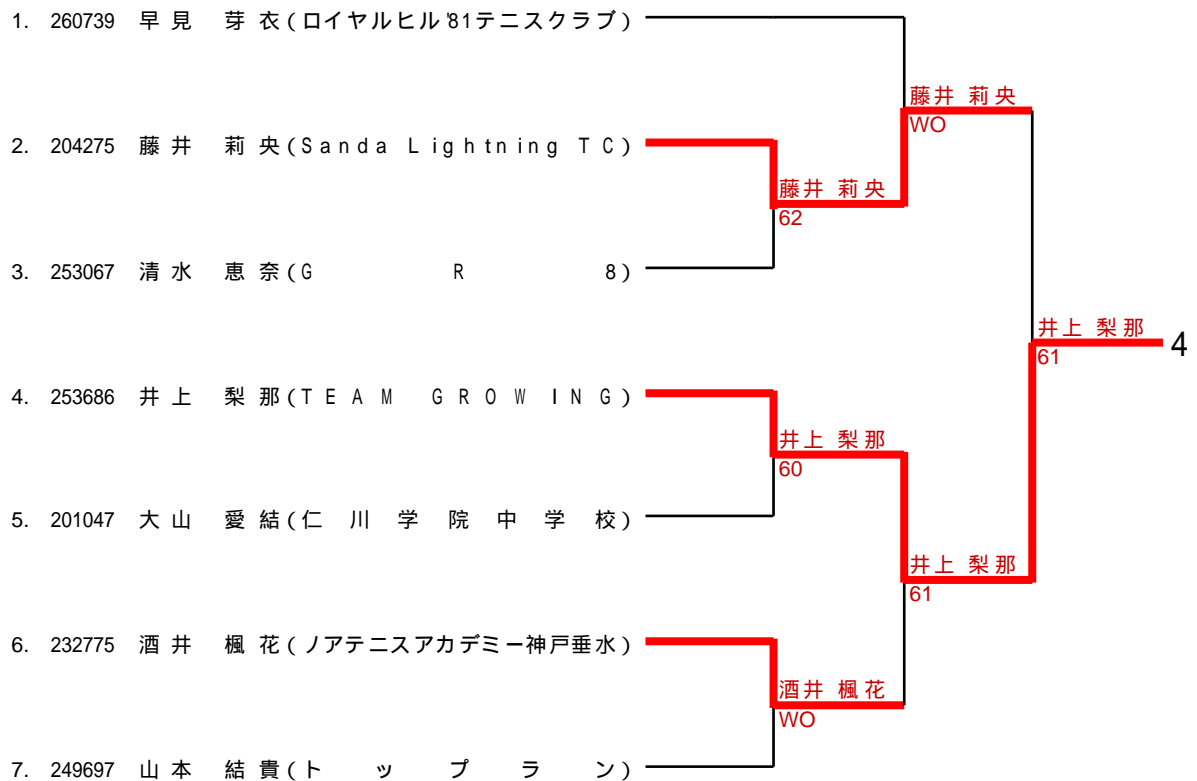 1. 260739 早見 芽衣(ロイヤルヒル'81テニスクラブ)
藤井 莉央
WO
2. 204275 藤井 莉央(Sanda Lightning TC)
藤井 莉央
62
3. 253067 清水 恵奈(GR8)
井上 梨那
61
4
4. 253686 井上 梨那(TEAM GROWING)
井上 梨那
60
5. 201047 大山 愛結(仁川学院中学校)
井上 梨那
61
6. 232775 酒井 楓花(ノアテニスアカデミー神戸垂水)
酒井 楓花
WO
7. 249697 山本 結貴(トップラン)